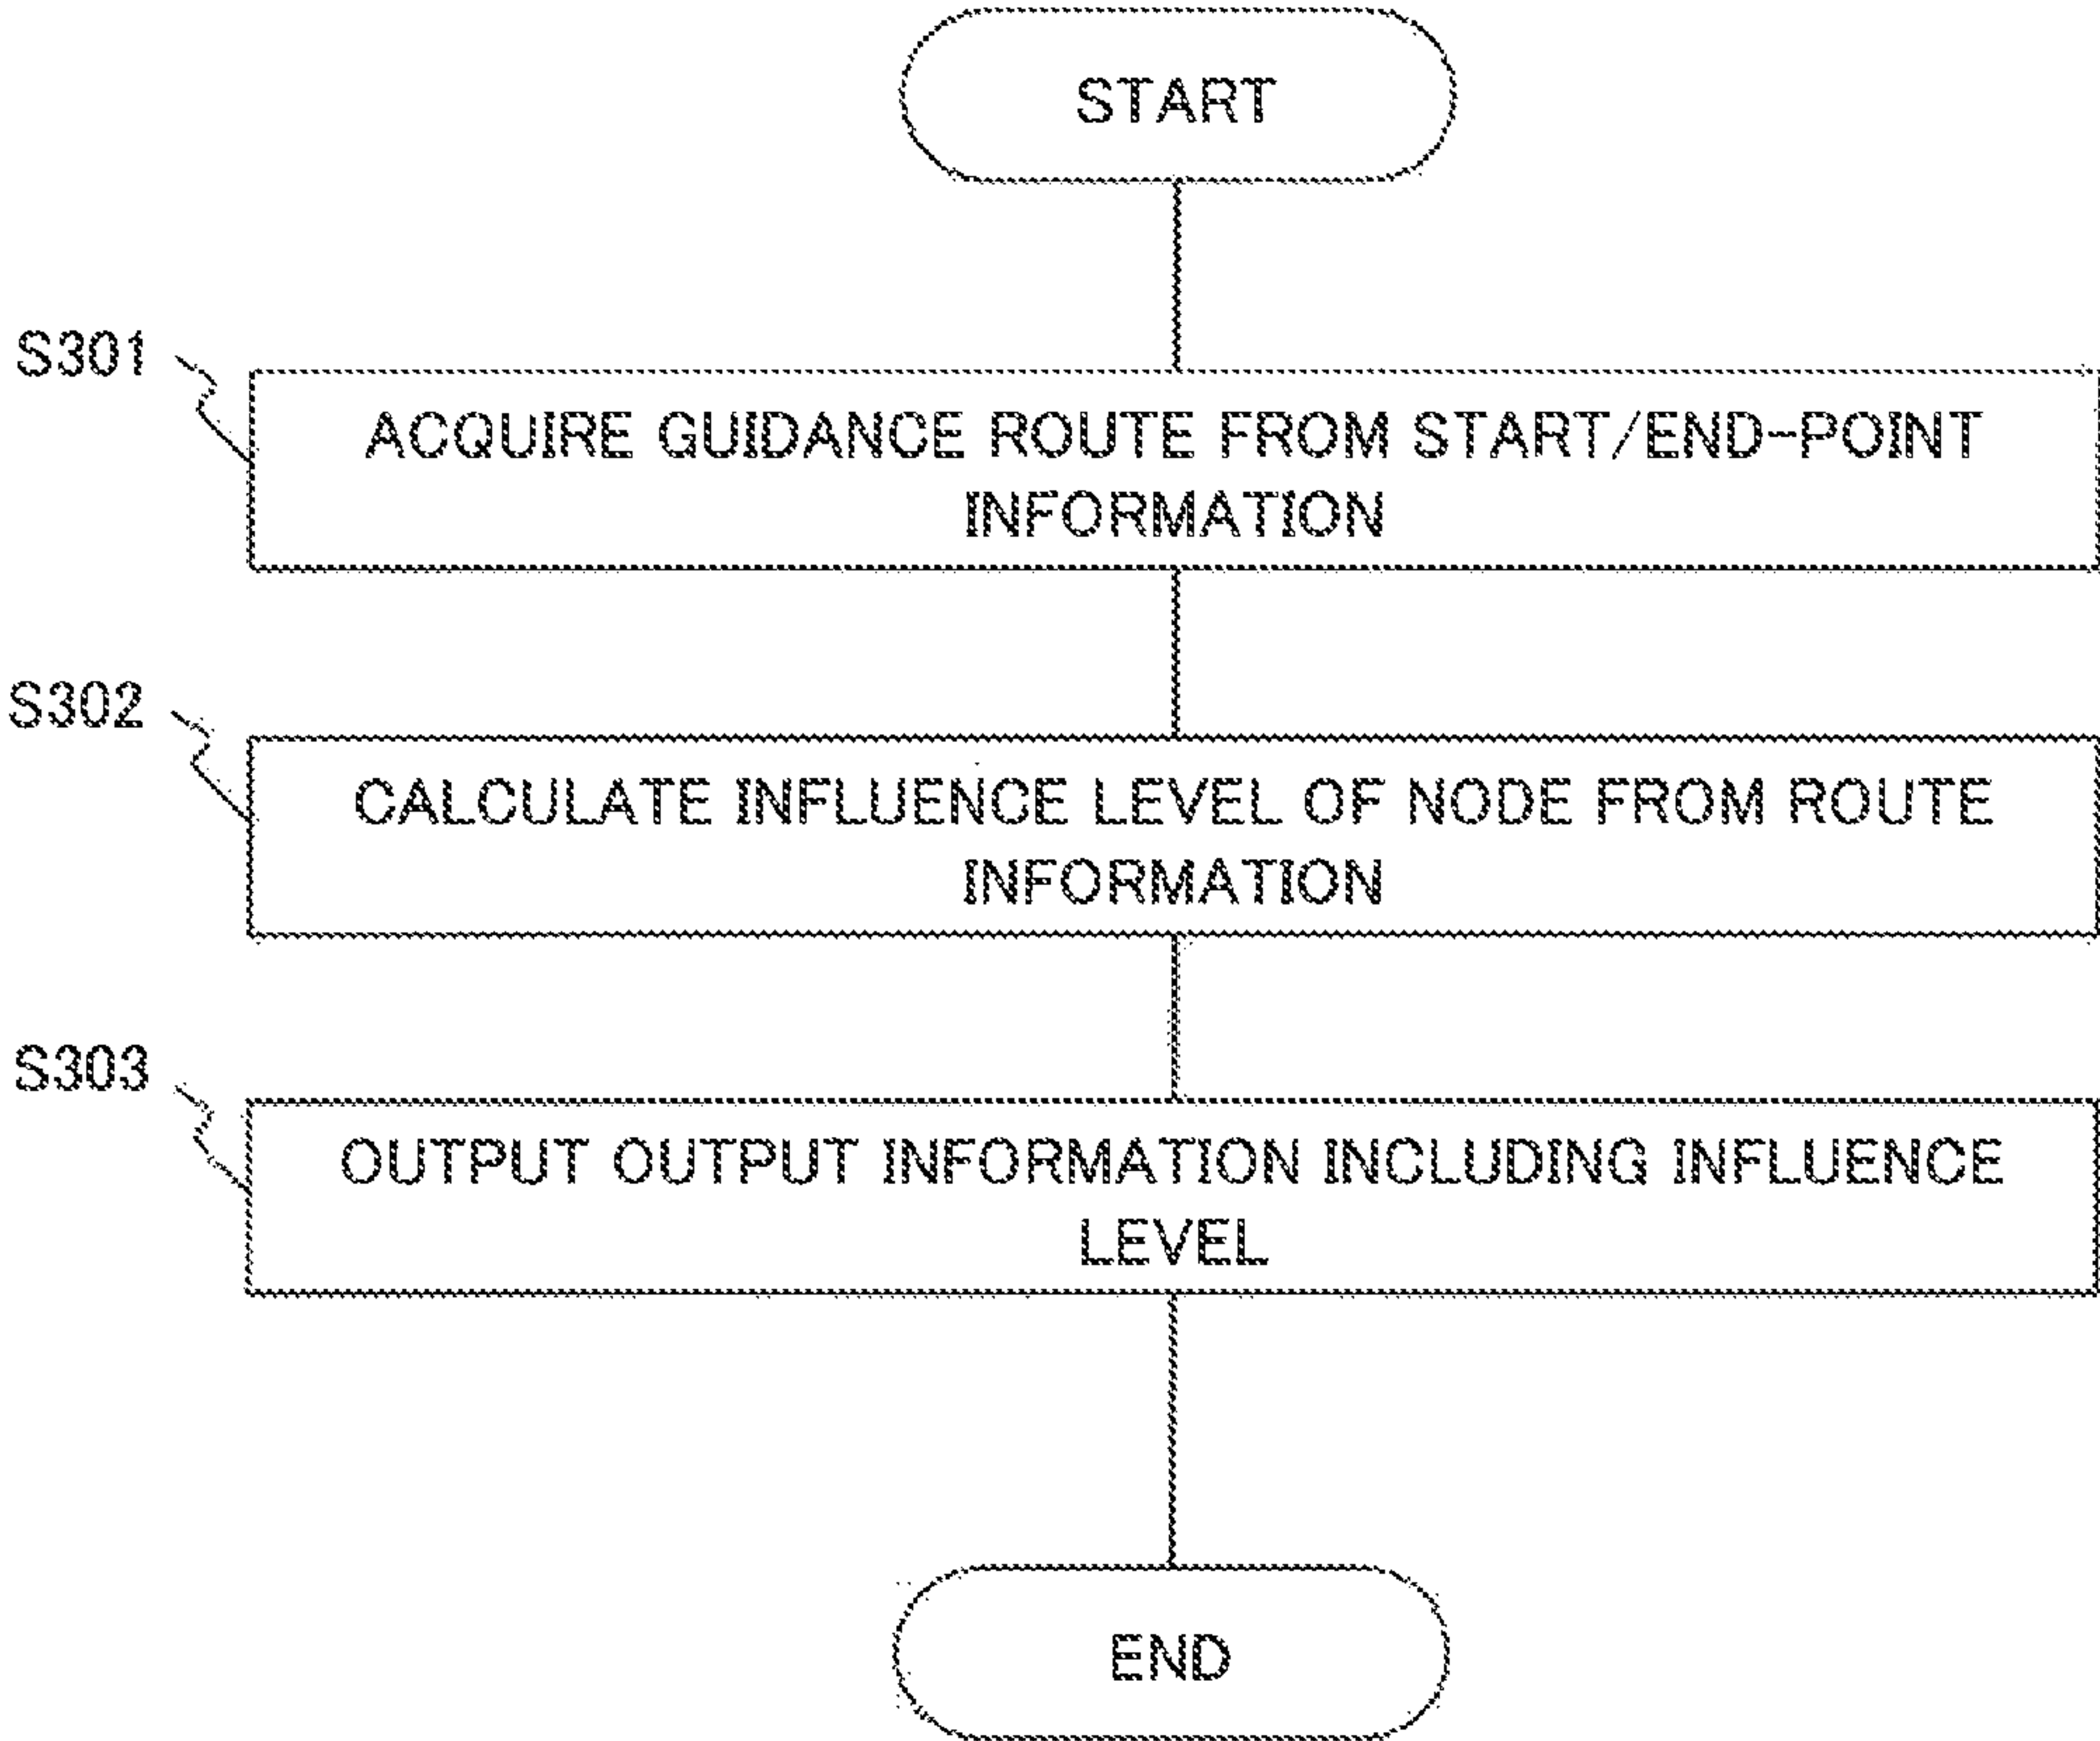 START
S301
ACQUIRE GUIDANCE ROUTE FROM START/END-POINT
INFORMATION
S302
CALCULATE INFLUENCE LEVEL OF NODE FROM ROUTE
INFORMATION
S303
OUTPUT OUTPUT INFORMATION INCLUDING INFLUENCE
LEVEL
END